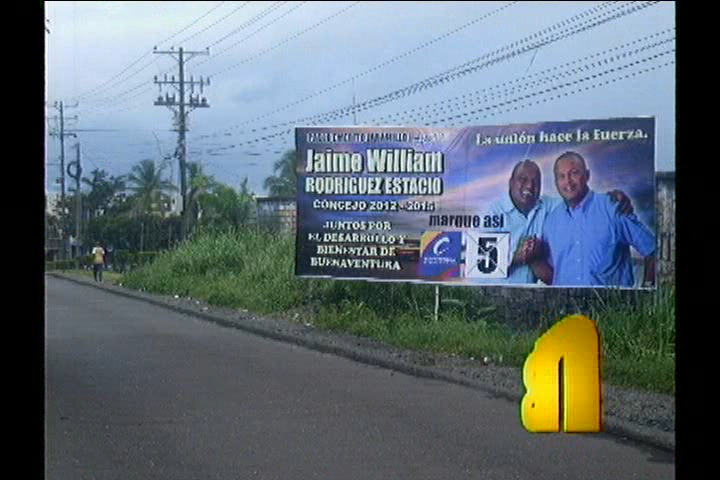 La unión hace la fuerza.
Jaime William
RODRIGUEZ ESTACIO
CONCEJO 2012 - 2015
marque así
JUNTOS POR
EL DESARROLLO Y
BIENESTAR DE
BUENAVENTURA
5